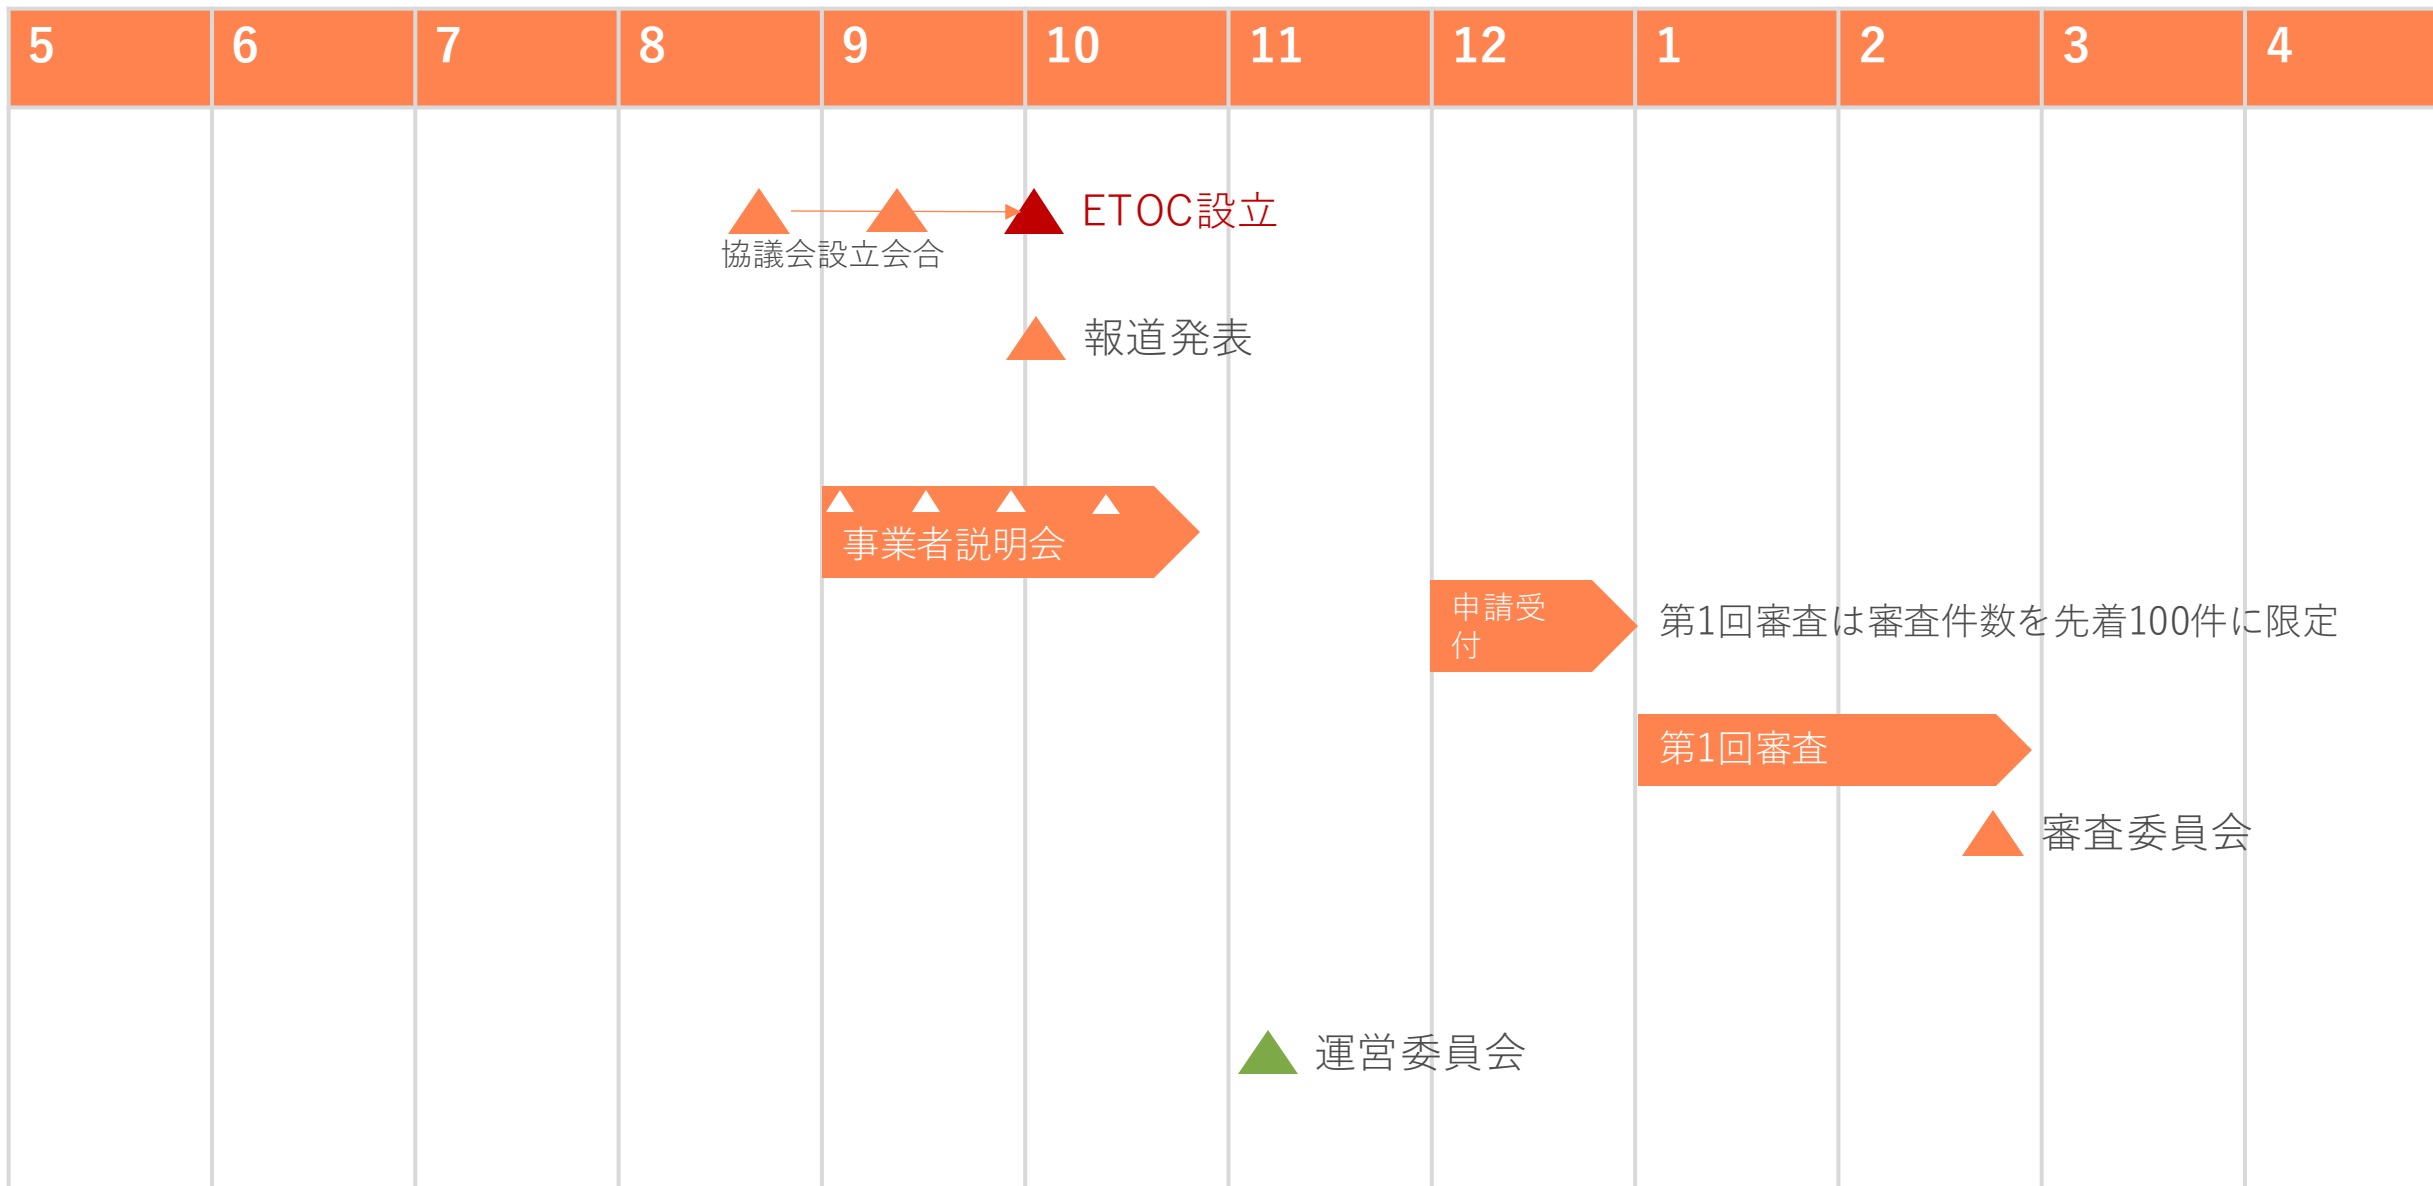 5 6 7 8 9 10 11 12 1 2 3 4
ETOC設立
協議会設立会合
報道発表
事業者説明会
申請受
付
第1回審査は審査件数を先着100件に限定
第1回審査
審査委員会
運営委員会